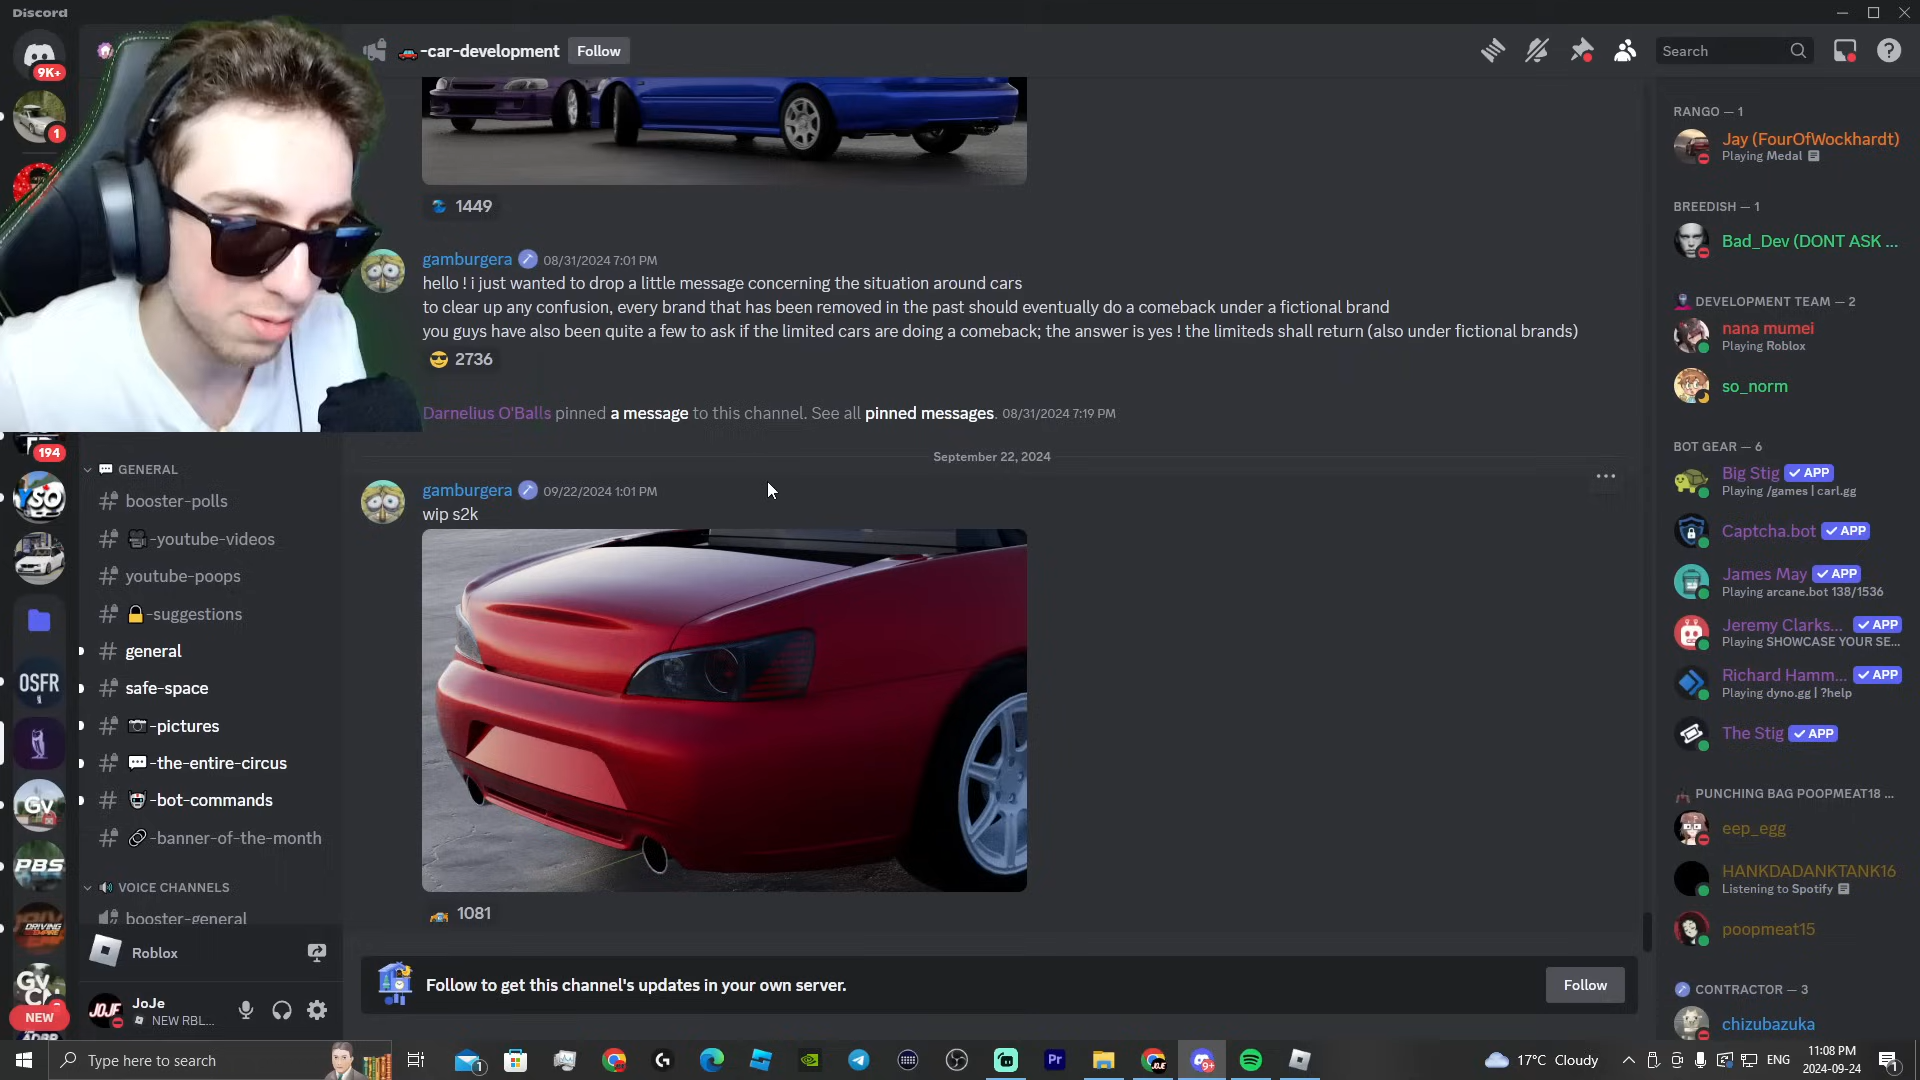 Discord
9K+
🚗-car-development
Follow
Search
1
1449
gamburgera 08/31/2024 7:01 PM
hello ! i just wanted to drop a little message concerning the situation around cars
to clear up any confusion, every brand that has been removed in the past should eventually do a comeback under a fictional brand
you guys have also been quite a few to ask if the limited cars are doing a comeback; the answer is yes ! the limiteds shall return (also under fictional brands)
😎 2736
Darnelius O'Balls pinned a message to this channel. See all pinned messages. 08/31/2024 7:19 PM
September 22, 2024
gamburgera 09/22/2024 1:01 PM
wip s2k
1081
Follow to get this channel's updates in your own server.
Follow
194
YSQ
OSFR
GV
PBS
DRIVING EMPIRE
NEW
GENERAL
booster-polls
-youtube-videos
youtube-poops
🔒-suggestions
general
safe-space
📷-pictures
💬-the-entire-circus
-bot-commands
-banner-of-the-month
VOICE CHANNELS
booster-general
Roblox
JOJE
JoJe
NEW RBL...
RANGO — 1
Jay (FourOfWockhardt)
Playing Medal
BREEDISH — 1
Bad_Dev (DONT ASK ...
DEVELOPMENT TEAM — 2
nana mumei
Playing Roblox
so_norm
BOT GEAR — 6
Big Stig ✓ APP
Playing /games | carl.gg
Captcha.bot ✓ APP
James May ✓ APP
Playing arcane.bot 138/1536
Jeremy Clarks... ✓ APP
Playing SHOWCASE YOUR SE...
Richard Hamm... ✓ APP
Playing dyno.gg | ?help
The Stig ✓ APP
PUNCHING BAG POOPMEAT18 ...
eep_egg
HANKDADANKTANK16
Listening to Spotify
poopmeat15
CONTRACTOR — 3
chizubazuka
Type here to search
1
Pr
9+
17°C Cloudy
ENG
11:08 PM
2024-09-24
1